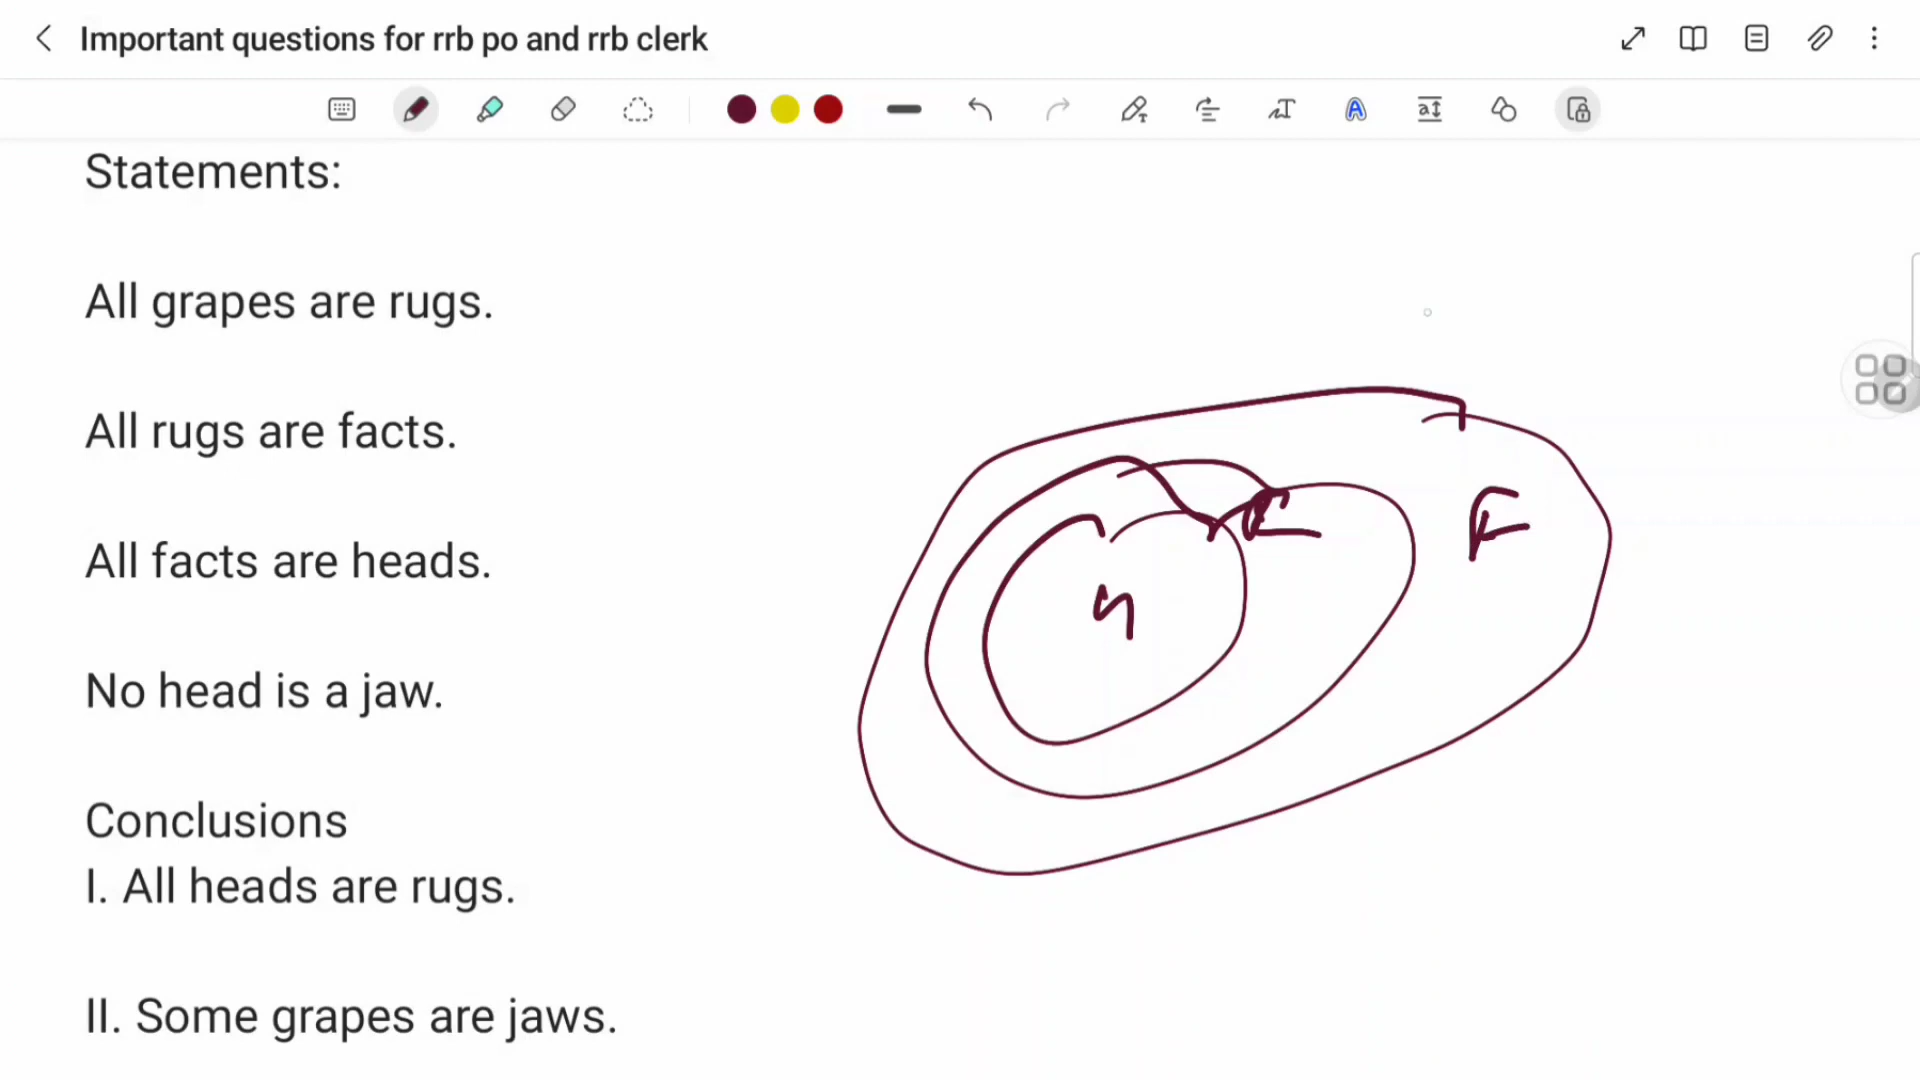 Important questions for rrb po and rrb clerk
Statements:
All grapes are rugs.
All rugs are facts.
F
All facts are heads.
No head is a jaw.
Conclusions
I. All heads are rugs.
II. Some grapes are jaws.